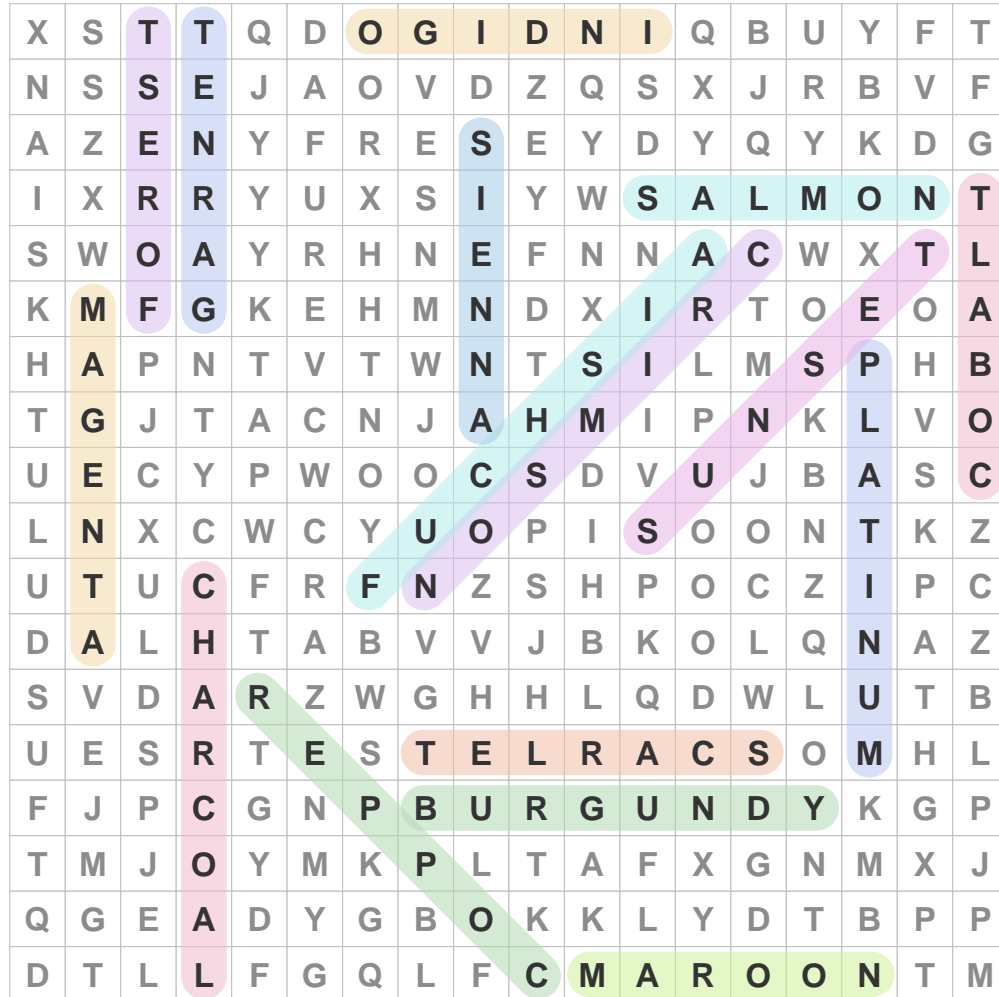 X S T T Q D O G I D N I Q B U Y F T
N S S E J A O V D Z Q S X J R B V F
A Z E N Y F R E S E Y D Y Q Y K D G
I X R R Y U X S I Y W S A L M O N T
S W O A Y R H N E F N N A C W X T L
K M F G K E H M N D X I R T O E O A
H A P N T V T W N T S I L M S P H B
T G J T A C N J A H M I P N K L V O
U E C Y P W O O C S D V U J B A S C
L N X C W C Y U O P I S O O N T K Z
U T U C F R F N Z S H P O C Z I P C
D A L H T A B V V J B K O L Q N A Z
S V D A R Z W G H H L Q D W L U T B
U E S R T E S T E L R A C S O M H L
F J P C G N P B U R G U N D Y K G P
T M J O Y M K P L T A F X G N M X J
Q G E A D Y G B O K K L Y D T B P P
D T L L F G Q L F C M A R O O N T M